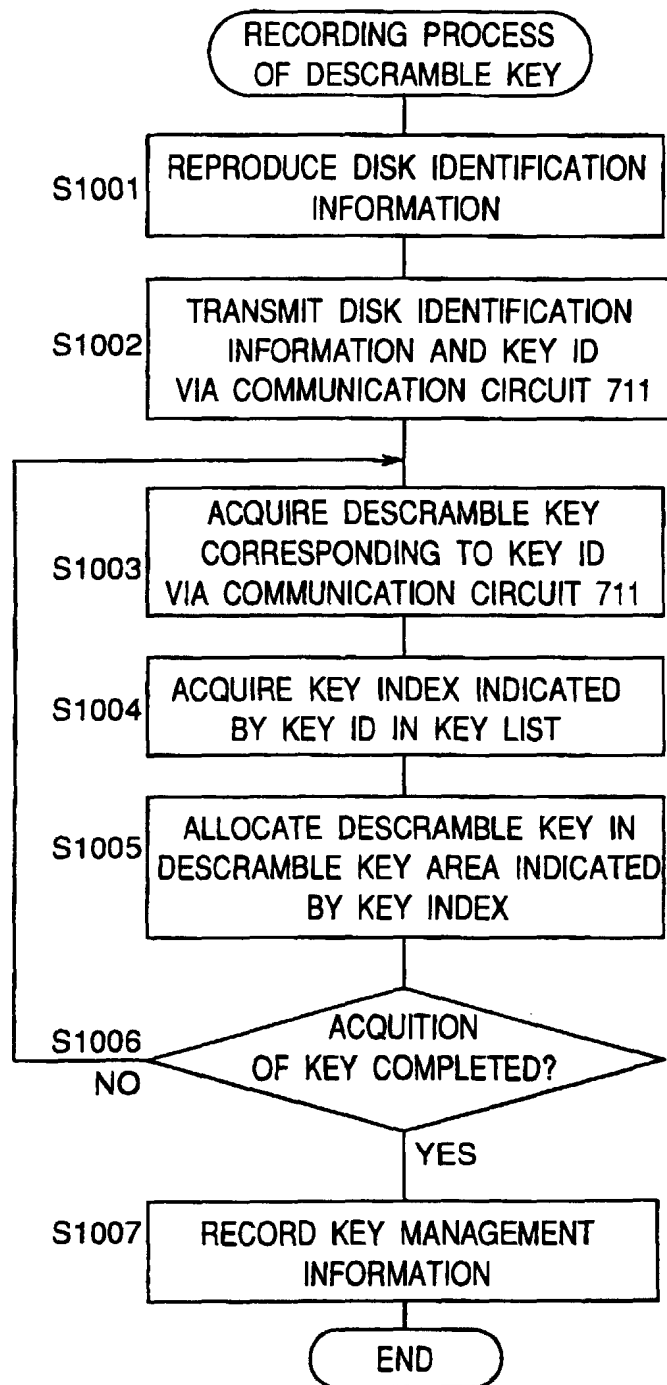 RECORDING PROCESS
OF DESCRAMBLE KEY
S1001
REPRODUCE DISK IDENTIFICATION
INFORMATION
S1002
TRANSMIT DISK IDENTIFICATION
INFORMATION AND KEY ID
VIA COMMUNICATION CIRCUIT 711
S1003
ACQUIRE DESCRAMBLE KEY
CORRESPONDING TO KEY ID
VIA COMMUNICATION CIRCUIT 711
S1004
ACQUIRE KEY INDEX INDICATED
BY KEY ID IN KEY LIST
S1005
ALLOCATE DESCRAMBLE KEY IN
DESCRAMBLE KEY AREA INDICATED
BY KEY INDEX
S1006
NO
ACQUITION
OF KEY COMPLETED?
YES
S1007
RECORD KEY MANAGEMENT
INFORMATION
END